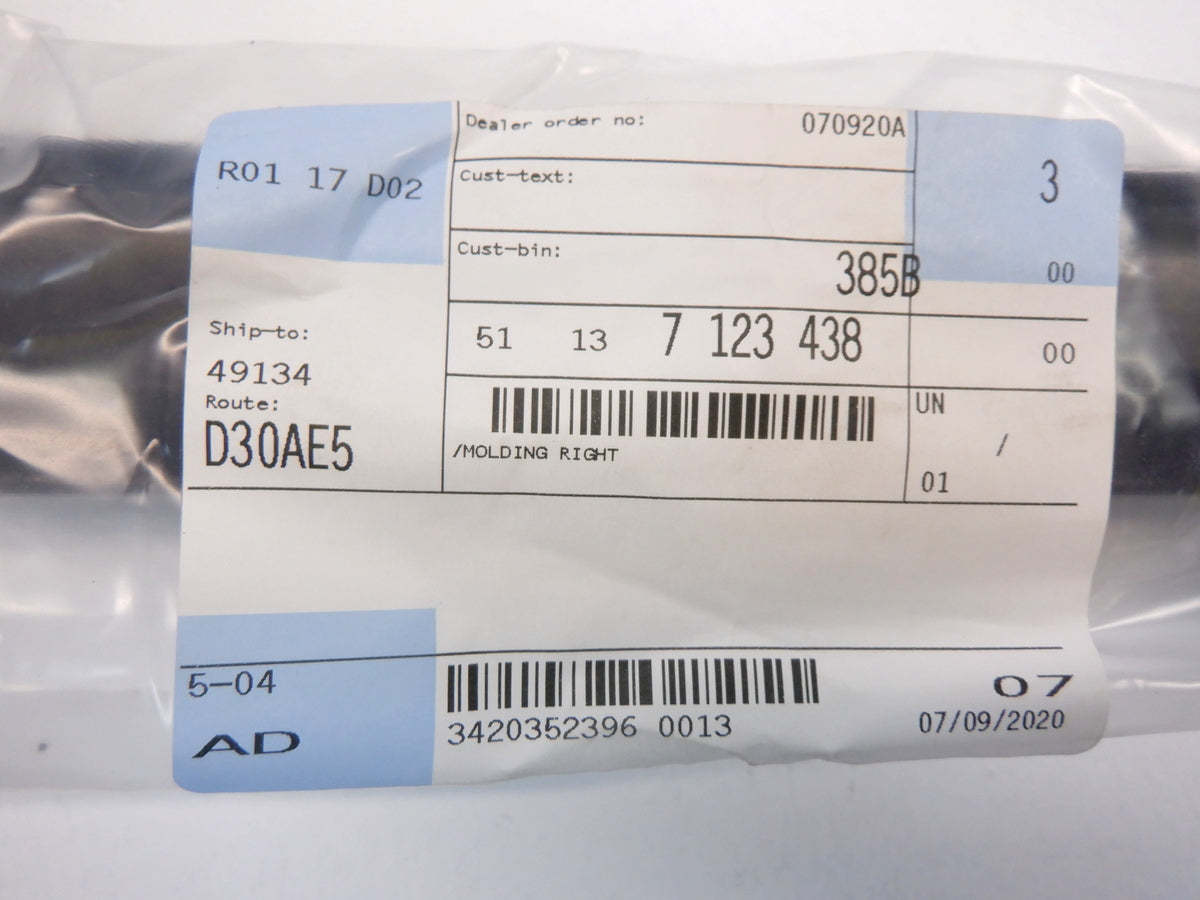 R01 17 D02
Dealer order no: 070920A
3
Cust-text:
Cust-bin: 385B
00
Ship-to:
49134
Route:
D30AE5
51 13 7 123 438
00
/MOLDING RIGHT
UN
/
01
5-04
AD
3420352396 0013
07
07/09/2020